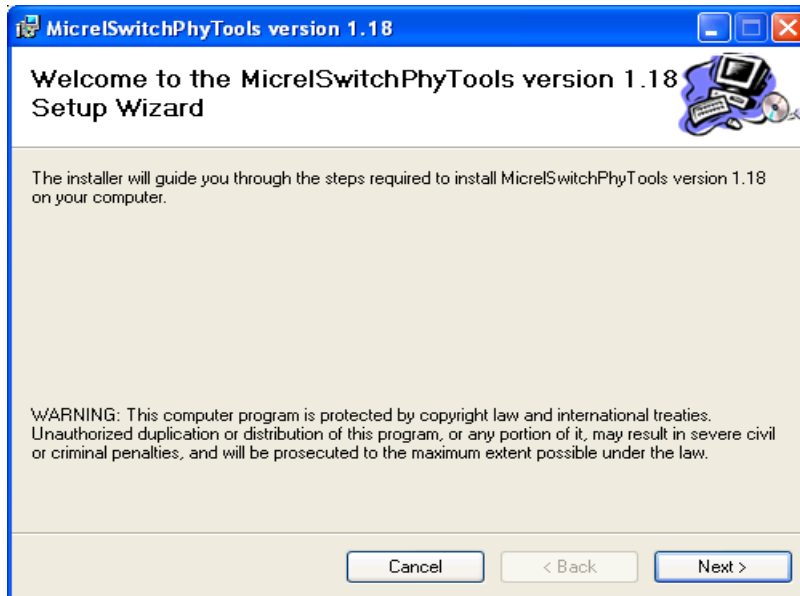 MicrelSwitchPhyTools version 1.18
Welcome to the MicrelSwitchPhyTools version 1.18
Setup Wizard
The installer will guide you through the steps required to install MicrelSwitchPhyTools version 1.18
on your computer.
WARNING: This computer program is protected by copyright law and international treaties.
Unauthorized duplication or distribution of this program, or any portion of it, may result in severe civil
or criminal penalties, and will be prosecuted to the maximum extent possible under the law.
Cancel
< Back
Next >